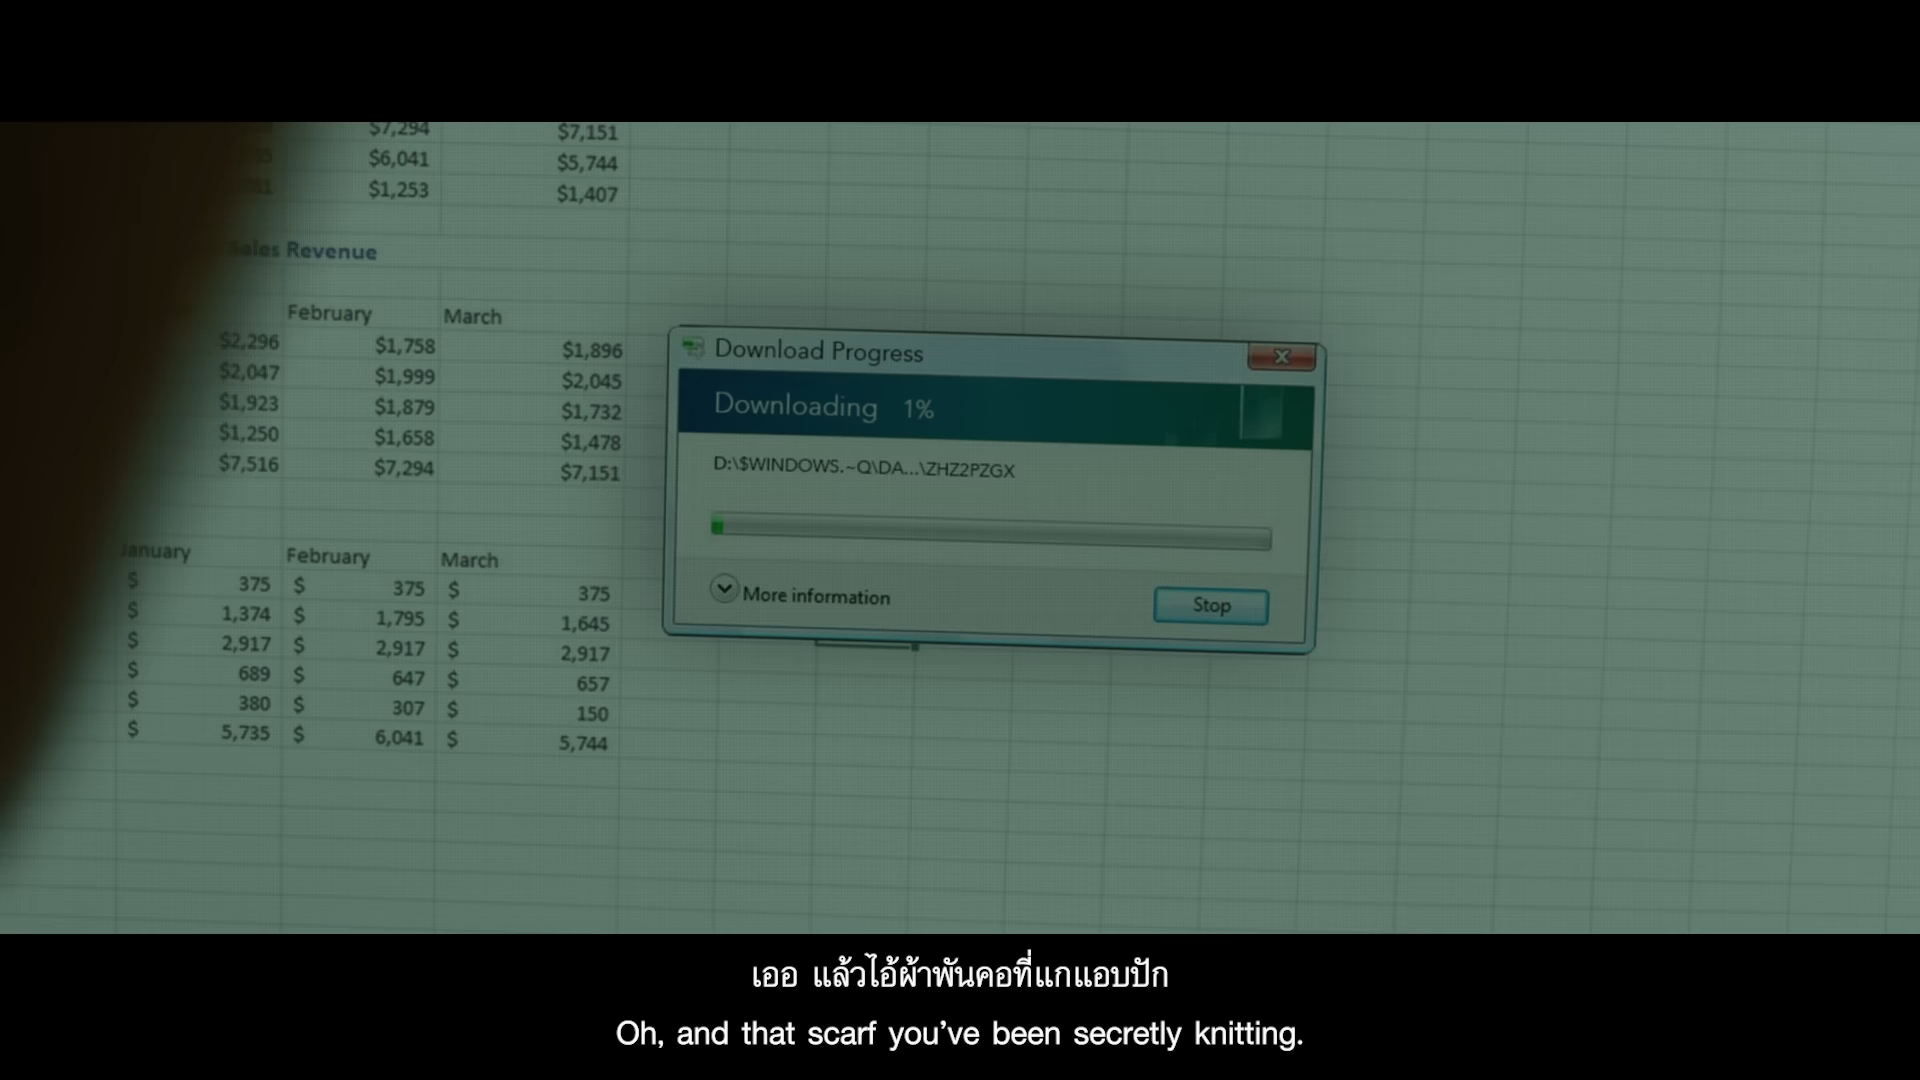 $7,294 $7,151
$6,041 $5,744
$1,253 $1,407
Sales Revenue
February March
$2,296 $1,758 $1,896
$2,047 $1,999 $2,045
$1,923 $1,879 $1,732
$1,250 $1,658 $1,478
$7,516 $7,294 $7,151
January February March
$ 375 $ 375 $ 375
$ 1,374 $ 1,795 $ 1,645
$ 2,917 $ 2,917 $ 2,917
$ 689 $ 647 $ 657
$ 380 $ 307 $ 150
$ 5,735 $ 6,041 $ 5,744
Download Progress
Downloading 1%
D:\$WINDOWS.~Q\DA...\ZHZ2PZGX
More information
Stop
เออ แล้วไอ้ผ้าพันคอที่แกแอบปัก
Oh, and that scarf you've been secretly knitting.